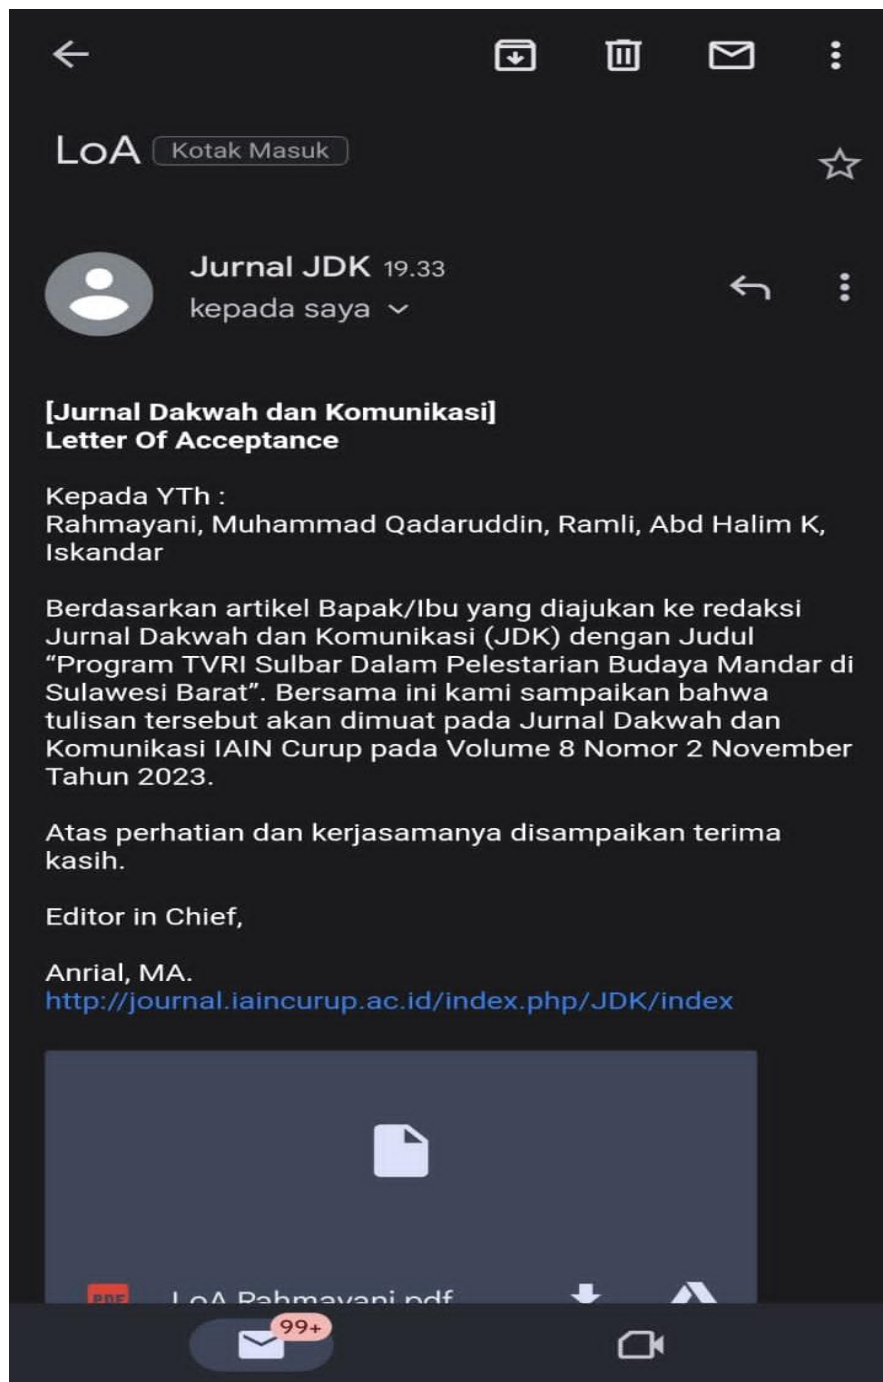 LoA Kotak Masuk
Jurnal JDK 19.33
kepada saya
[Jurnal Dakwah dan Komunikasi]
Letter Of Acceptance
Kepada YTh :
Rahmayani, Muhammad Qadaruddin, Ramli, Abd Halim K,
Iskandar
Berdasarkan artikel Bapak/Ibu yang diajukan ke redaksi
Jurnal Dakwah dan Komunikasi (JDK) dengan Judul
“Program TVRI Sulbar Dalam Pelestarian Budaya Mandar di
Sulawesi Barat”. Bersama ini kami sampaikan bahwa
tulisan tersebut akan dimuat pada Jurnal Dakwah dan
Komunikasi IAIN Curup pada Volume 8 Nomor 2 November
Tahun 2023.
Atas perhatian dan kerjasamanya disampaikan terima
kasih.
Editor in Chief,
Anrial, MA.
http://journal.iaincurup.ac.id/index.php/JDK/index
PDF LoA Rahmayani.pdf
99+